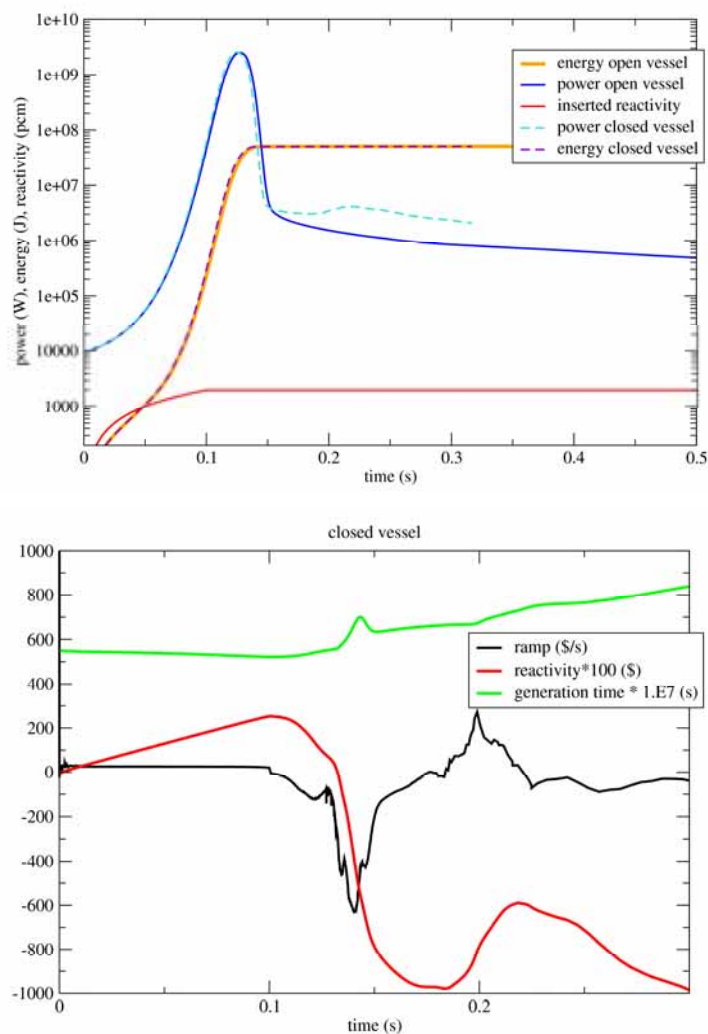 1e+10
1e+09
1e+08
1e+07
1e+06
1e+05
10000
1000
power (W), energy (J), reactivity (pcm)
energy open vessel
power open vessel
inserted reactivity
power closed vessel
energy closed vessel
0 0.1 0.2 0.3 0.4 0.5
time (s)
closed vessel
1000
800
600
400
200
0
-200
-400
-600
-800
-1000
ramp ($/s)
reactivity*100 ($)
generation time * 1.E7 (s)
0 0.1 0.2
time (s)